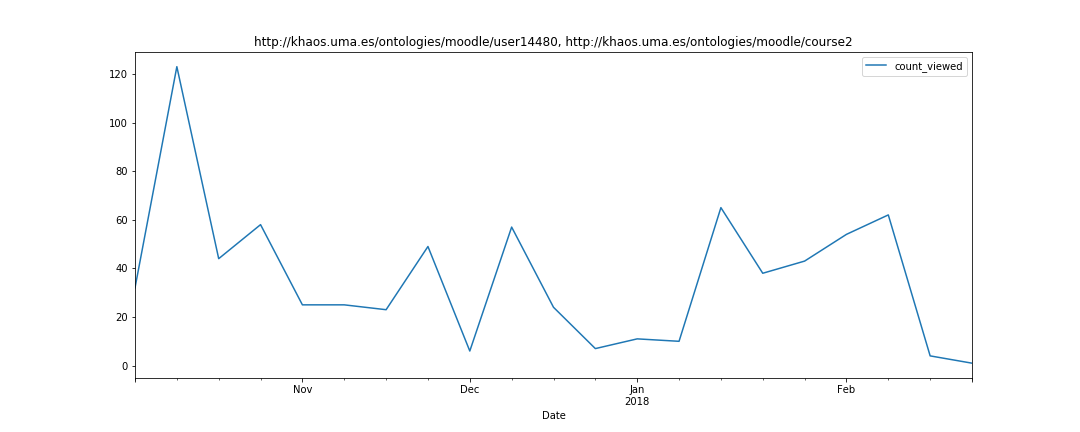 http://khaos.uma.es/ontologies/moodle/user14480, http://khaos.uma.es/ontologies/moodle/course2
count_viewed
120
100
80
60
40
20
0
Nov
Dec
Jan
2018
Feb
Date